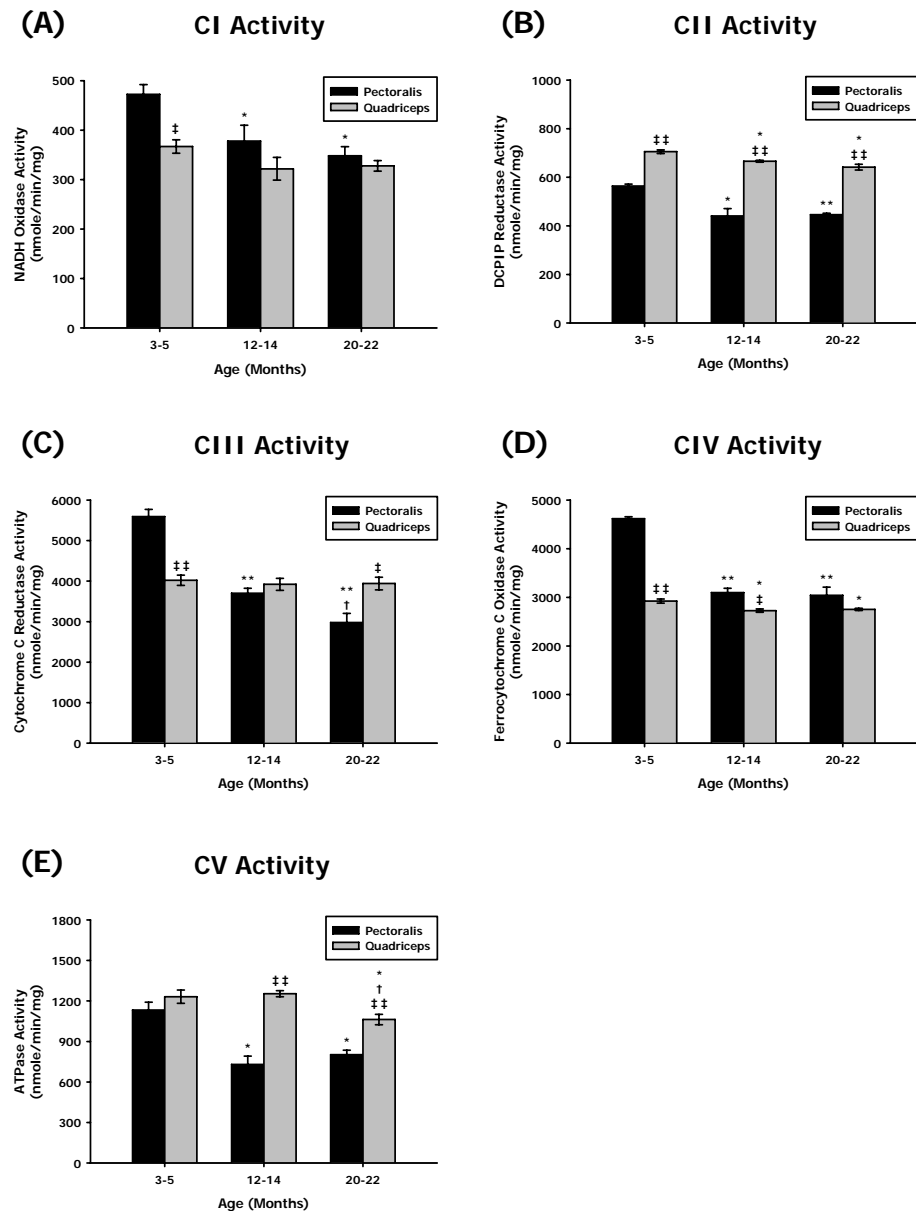 (A) CI Activity
NADH Oxidase Activity
(nmole/min/mg)
500
400
300
200
100
0
Pectoralis
Quadriceps
‡
*
*
3-5 12-14 20-22
Age (Months)
(B) CII Activity
DCPIP Reductase Activity
(nmole/min/mg)
1000
800
600
400
200
0
Pectoralis
Quadriceps
‡‡
*
*
‡‡
**
*
‡‡
3-5 12-14 20-22
Age (Months)
(C) CIII Activity
Cytochrome C Reductase Activity
(nmole/min/mg)
6000
5000
4000
3000
2000
1000
0
Pectoralis
Quadriceps
‡‡
**
**
†
‡
3-5 12-14 20-22
Age (Months)
(D) CIV Activity
Ferrocytochrome C Oxidase Activity
(nmole/min/mg)
5000
4000
3000
2000
1000
0
Pectoralis
Quadriceps
‡‡
**
*
‡
**
*
3-5 12-14 20-22
Age (Months)
(E) CV Activity
ATPase Activity
(nmole/min/mg)
1800
1500
1200
900
600
300
0
Pectoralis
Quadriceps
*
‡‡
*
*
†
‡‡
3-5 12-14 20-22
Age (Months)